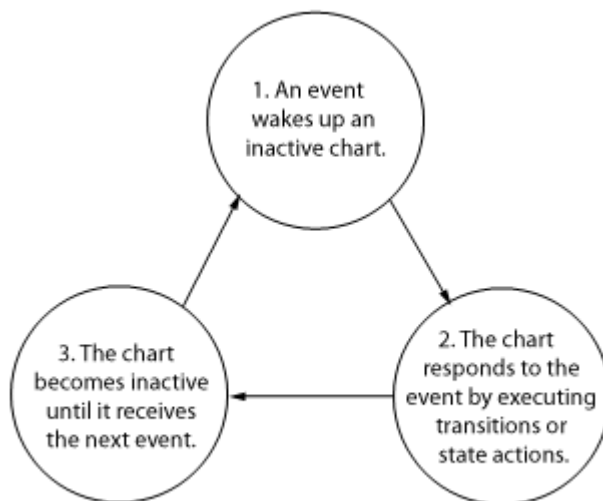 1. An event
wakes up an
inactive chart.
2. The chart
responds to the
event by executing
transitions or
state actions.
3. The chart
becomes inactive
until it receives
the next event.